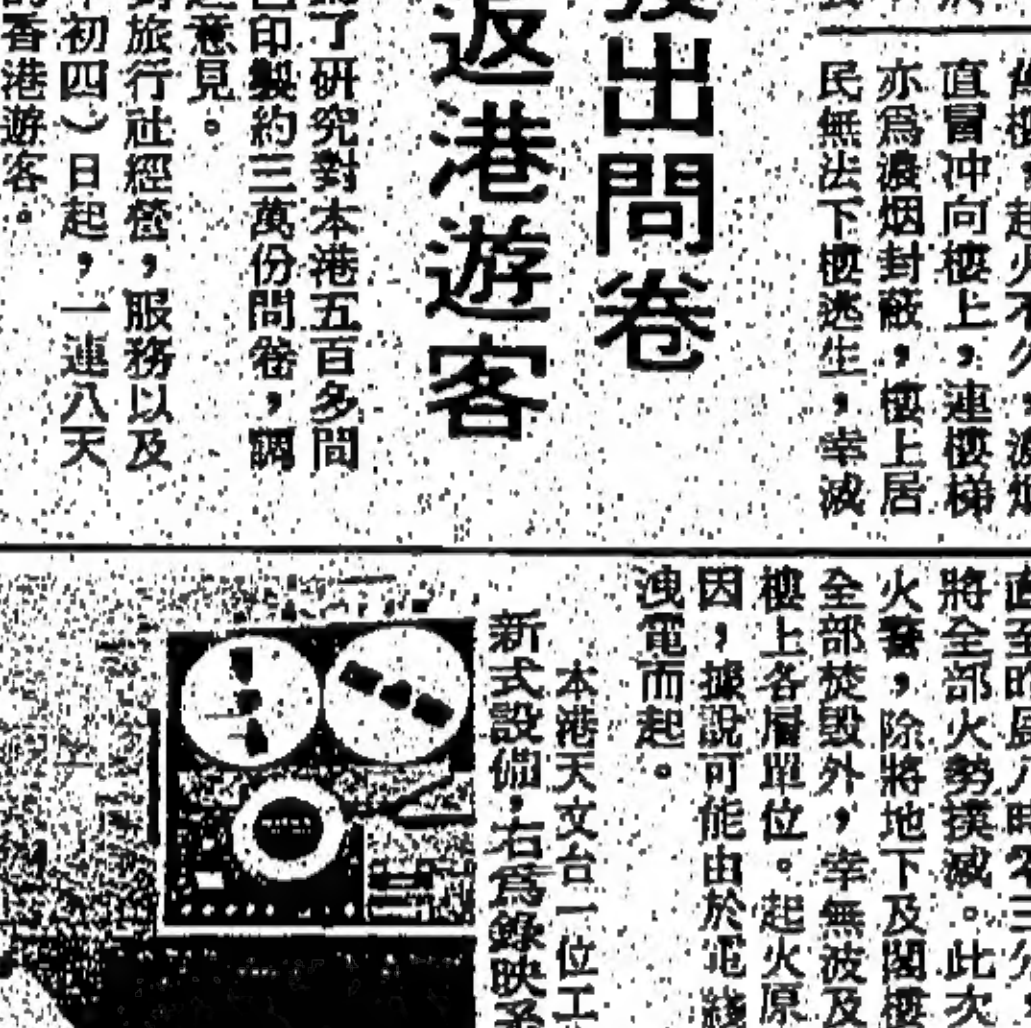 直冒冲向樓上，連樓梯
亦爲濃烟封蔽，樓上居
民無法下樓逃生，幸滅
出問卷
返港遊客
了研究對本港五百多間
印製約三萬份問卷，調
意見。
旅行社經營，服務以及
初四）日起，一連八天
香港游客。
將全部火勢撲滅。此次
火警，除將地下及閣樓
全部焚毀外，幸無波及
樓上各層單位。起火原
因，據說可能由於電綫
洩電而起。
本港天文台一位工
新式設備，右爲錄映